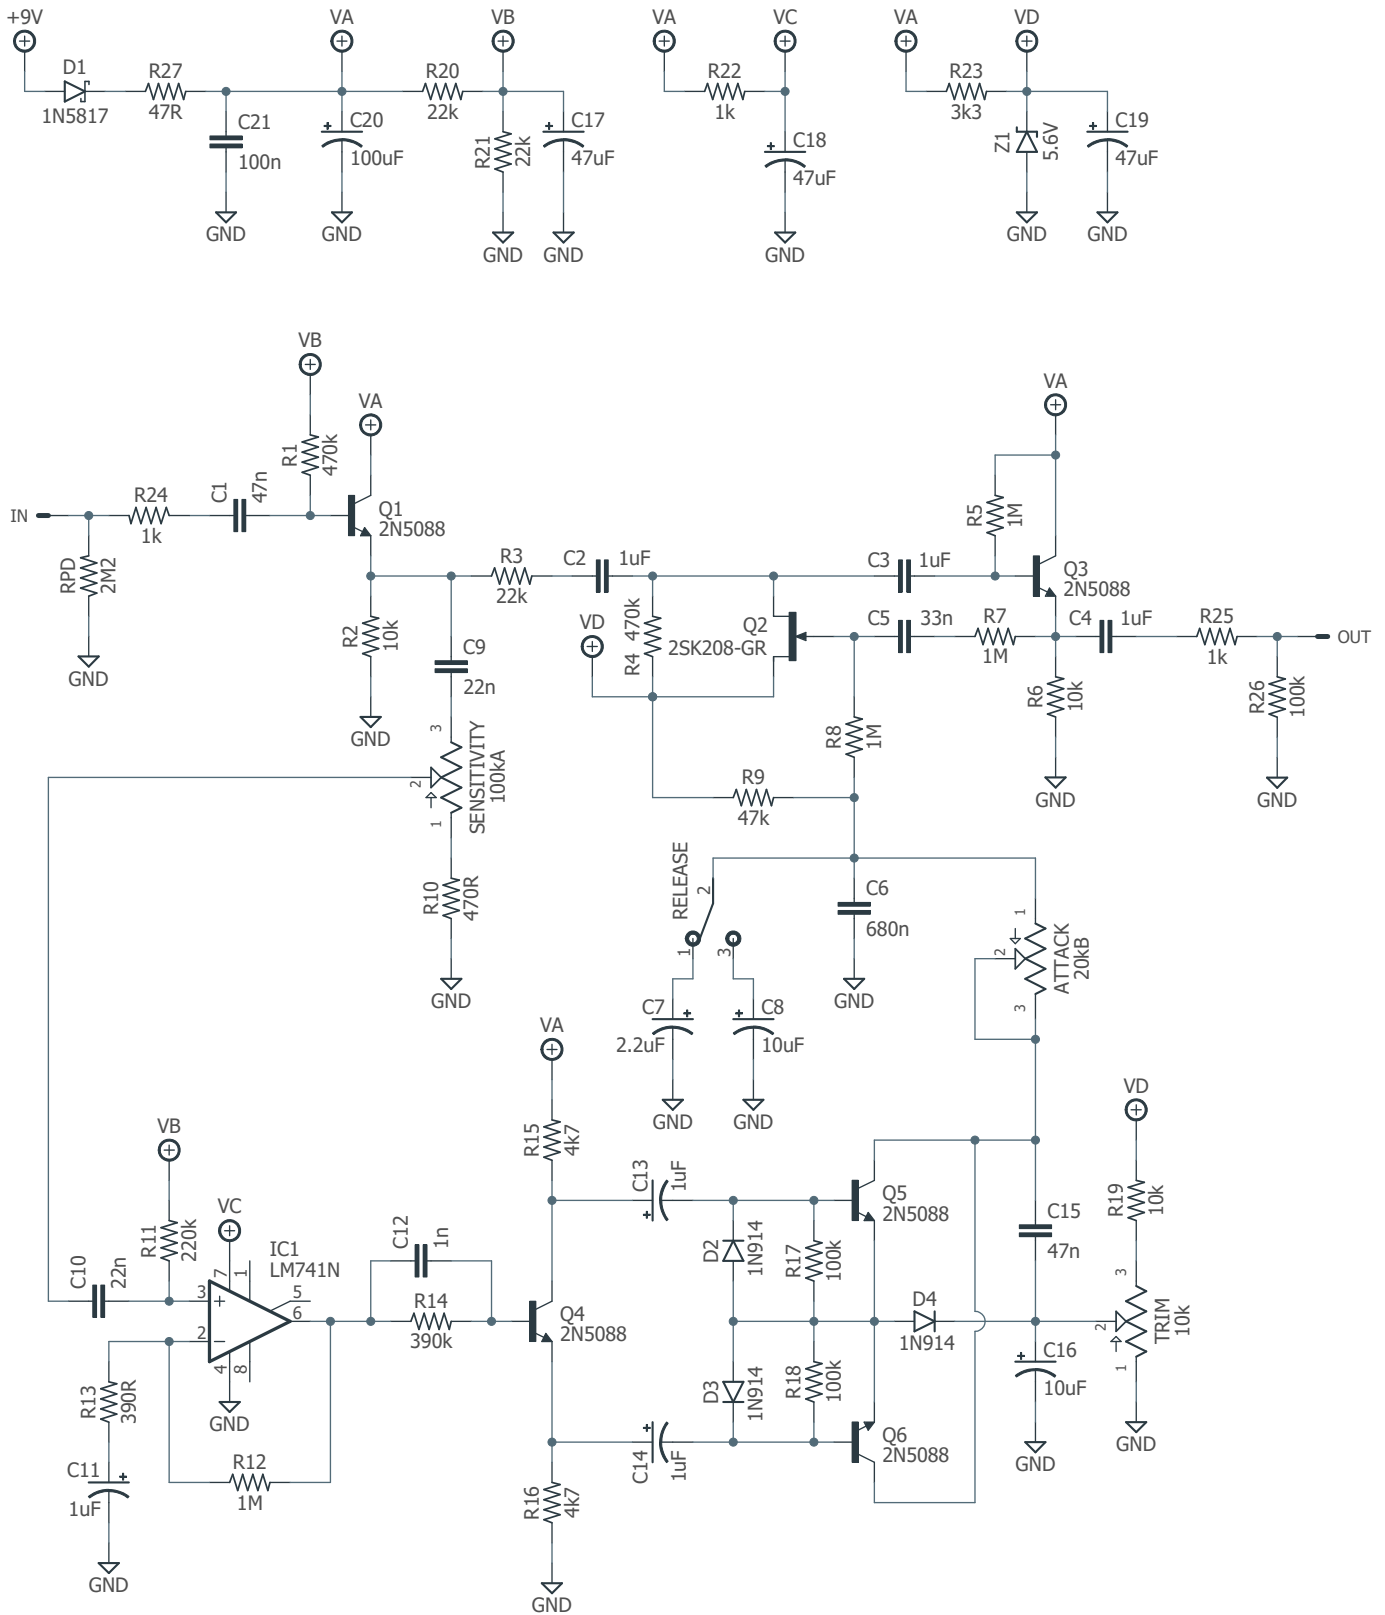 +9V
VA
VB
VA
VC
VA
VD
D1
1N5817
R27
47R
C21
100n
C20
100uF
R20
22k
R21
22k
C17
47uF
R22
1k
C18
47uF
R23
3k3
Z1
5.6V
C19
47uF
GND
GND
GND
GND
GND
GND
GND
VB
VA
VA
R1
470k
IN
R24
1k
C1
47n
RPD
2M2
GND
Q1
2N5088
R2
10k
GND
R3
22k
C2
1uF
C9
22n
VD
R4
470k
Q2
2SK208-GR
C3
1uF
R5
1M
Q3
2N5088
C5
33n
R7
1M
C4
1uF
R25
1k
OUT
R6
10k
GND
R26
100k
GND
R8
1M
R9
47k
3
2
1
SENSITIVITY
100kA
R10
470R
GND
RELEASE
2
1
3
C6
680n
GND
C7
2.2uF
GND
C8
10uF
GND
1
2
3
ATTACK
20kB
VA
R15
4k7
VB
R11
220k
VC
C10
22n
IC1
LM741N
7
1
5
3
+
6
2
−
4
8
GND
C12
1n
R14
390k
Q4
2N5088
R13
390R
C11
1uF
GND
R12
1M
R16
4k7
GND
C13
1uF
C14
1uF
D2
1N914
D3
1N914
R17
100k
R18
100k
Q5
2N5088
Q6
2N5088
D4
1N914
C15
47n
C16
10uF
GND
VD
R19
10k
3
2
1
TRIM
10k
GND